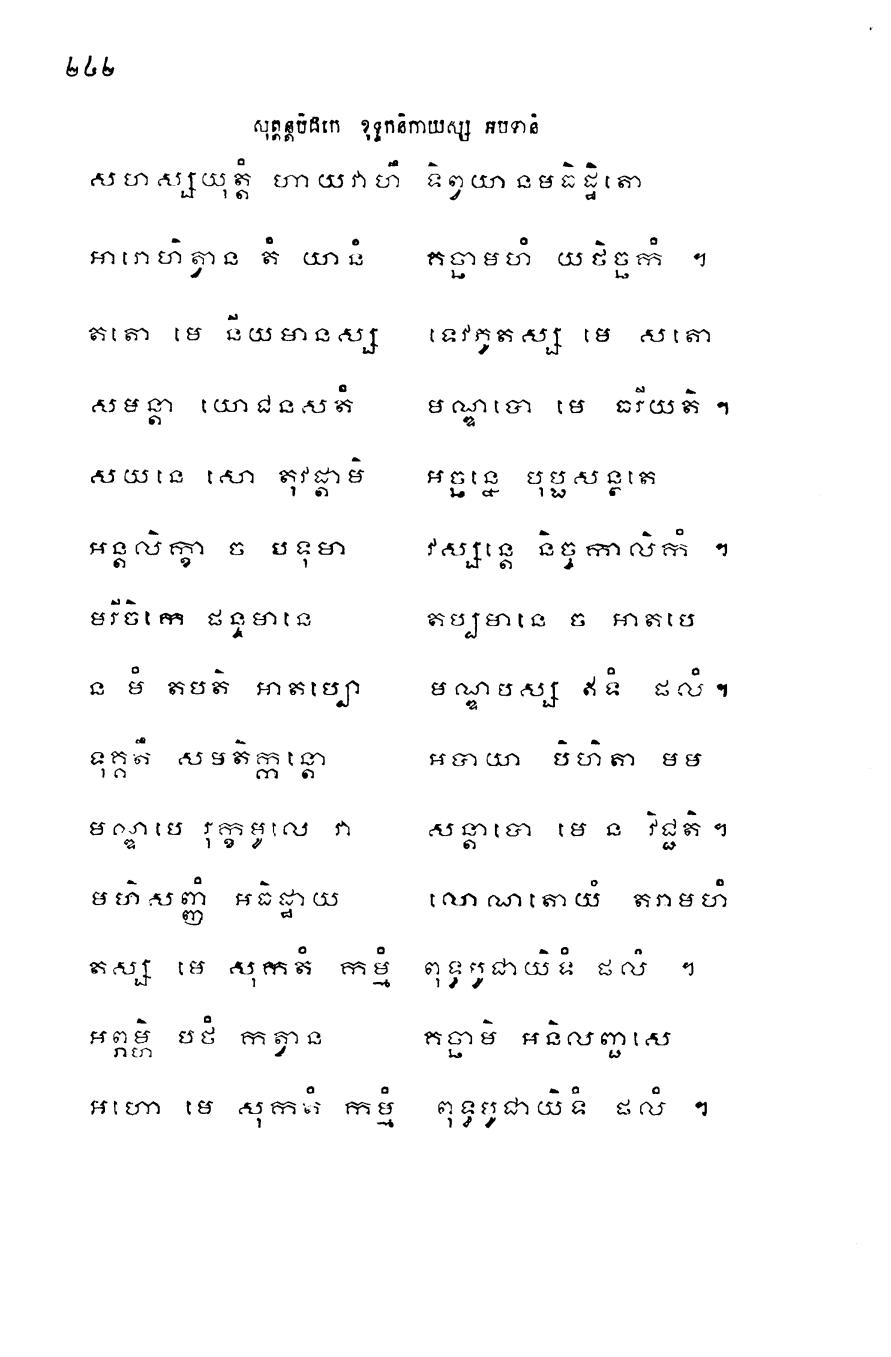 ២៤២
សុត្តន្តបិដកេ ខុទ្ទកនិកាយស្ស អបទានំ
សហស្សយុត្តំ ហាយវាហឹ ទិព្វយានមធិដ្ឋិតោ
អារោហិត្វាន តំ យានំ គច្ឆាមហំ យថិច្ឆកំ ។
តតោ មេ នីយមានស្ស ទេវភូតស្ស មេ សតោ
សមន្តា យោជនសតំ មណ្ឌបោ មេ ធរីយតិ ។
សយនេ សោ តុវដ្តាមិ អច្ឆន្នេ បុប្ផសន្ថតេ
អន្តលិក្ខា ច បទុមា វស្សន្តេ និច្ចកាលិកំ ។
មរីចិកេ ផន្ទមានេ តប្បមានេ ច អាតបេ
ន មំ តបតិ អាតប្បោ មណ្ឌបស្ស ឥទំ ផលំ ។
ទុគ្គតឹ សមតិក្កន្តោ អបាយា បិហិតា មម
មណ្ឌបេ រុក្ខមូលេ វា សន្តាបោ មេ ន វិជ្ជតិ ។
មហិសញ្ញំ អធិដ្ឋាយ លោណតោយំ តរាមហំ
តស្ស មេ សុកតំ កម្មំ ពុទ្ធបូជាយិទំ ផលំ ។
អព្ភម្ហិ បថំ កត្វាន គច្ឆាមិ អនិលញ្ជសេ
អហោ មេ សុកតំ កម្មំ ពុទ្ធបូជាយិទំ ផលំ ។